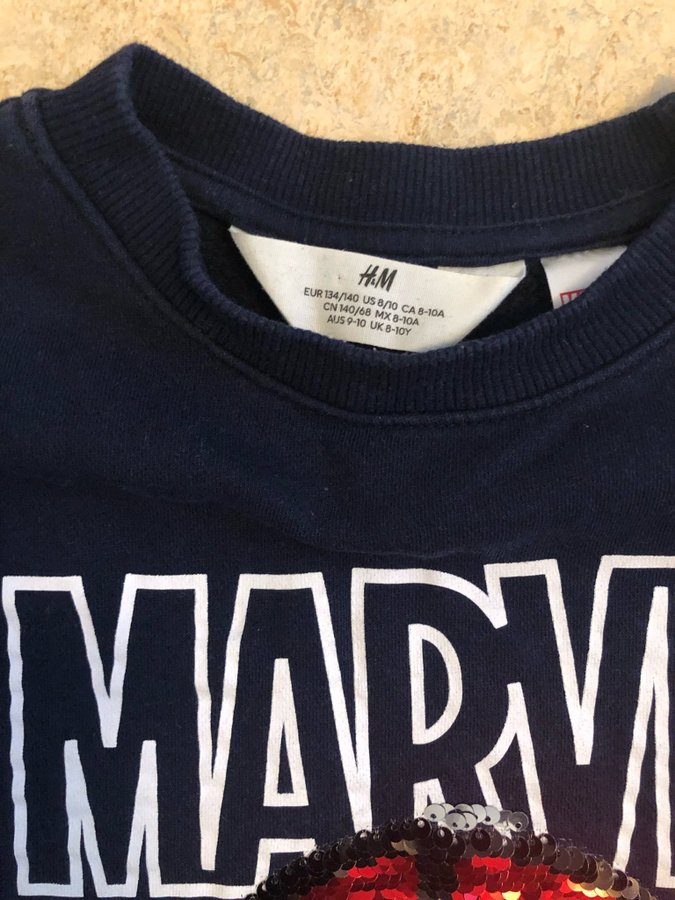 H&M
EUR 134/140 US 8/10 CA 8-10A
CN 140/68 MX 8-10A
AUS 9-10 UK 8-10Y
MARV